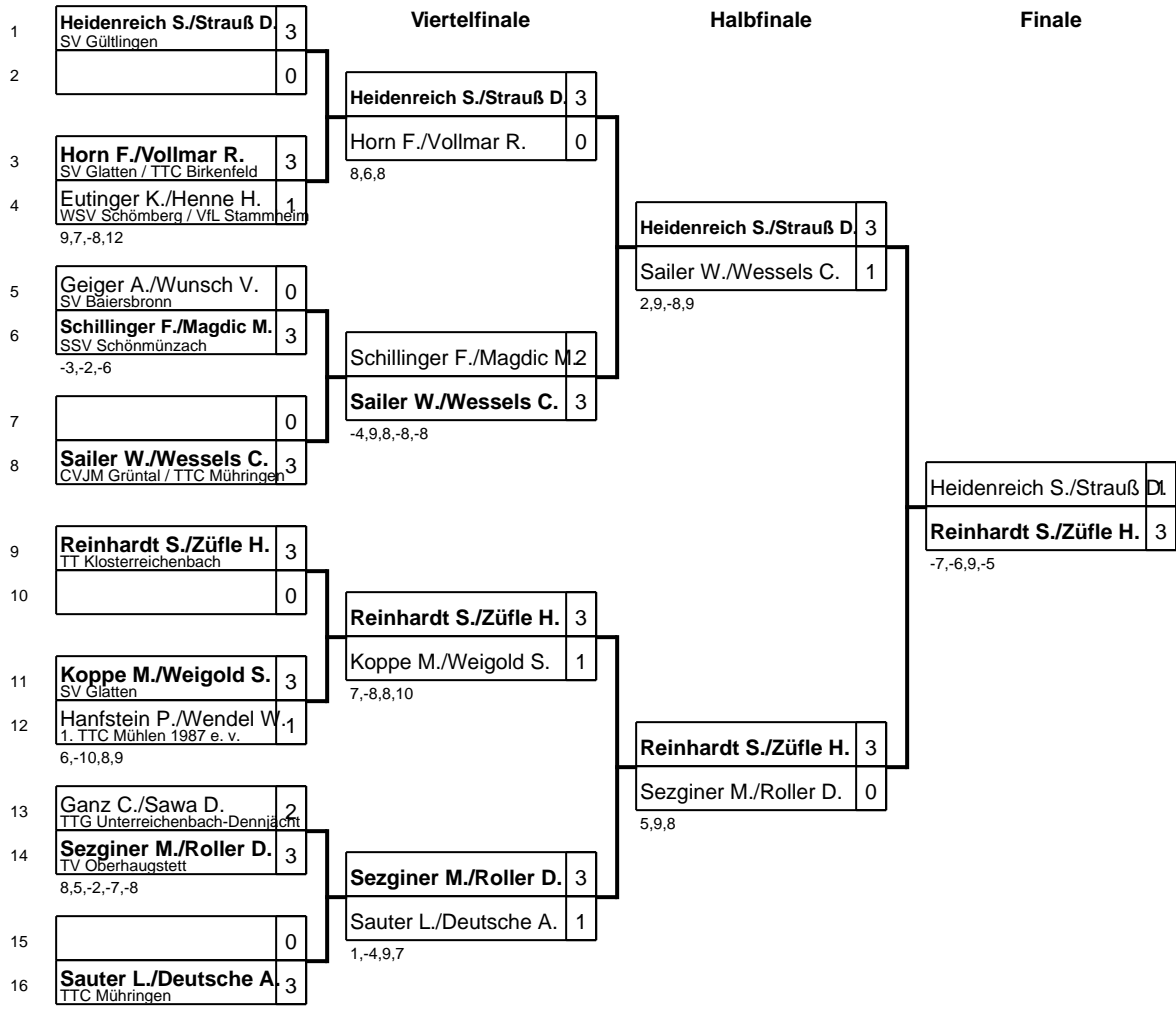 Viertelfinale
Halbfinale
Finale
1
Heidenreich S./Strauß D. 3
SV Gültlingen
2
0
3
Horn F./Vollmar R. 3
SV Glatten / TTC Birkenfeld
4
Eutinger K./Henne H. 1
WSV Schömberg / VfL Stammheim
9,7,-8,12
5
Geiger A./Wunsch V. 0
SV Baiersbronn
6
Schillinger F./Magdic M. 3
SSV Schönmünzach
-3,-2,-6
7
0
8
Sailer W./Wessels C. 3
CVJM Grüntal / TTC Mühringen
9
Reinhardt S./Züfle H. 3
TT Klosterreichenbach
10
0
11
Koppe M./Weigold S. 3
SV Glatten
12
Hanfstein P./Wendel W. 1
1. TTC Mühlen 1987 e. v.
6,-10,8,9
13
Ganz C./Sawa D. 2
TTG Unterreichenbach-Dennjächt
14
Sezginer M./Roller D. 3
TV Oberhaugstett
8,5,-2,-7,-8
15
0
16
Sauter L./Deutsche A. 3
TTC Mühringen
Heidenreich S./Strauß D. 3
Horn F./Vollmar R. 0
8,6,8
Schillinger F./Magdic M. 2
Sailer W./Wessels C. 3
-4,9,8,-8,-8
Reinhardt S./Züfle H. 3
Koppe M./Weigold S. 1
7,-8,8,10
Sezginer M./Roller D. 3
Sauter L./Deutsche A. 1
1,-4,9,7
Heidenreich S./Strauß D. 3
Sailer W./Wessels C. 1
2,9,-8,9
Reinhardt S./Züfle H. 3
Sezginer M./Roller D. 0
5,9,8
Heidenreich S./Strauß D. 1
Reinhardt S./Züfle H. 3
-7,-6,9,-5